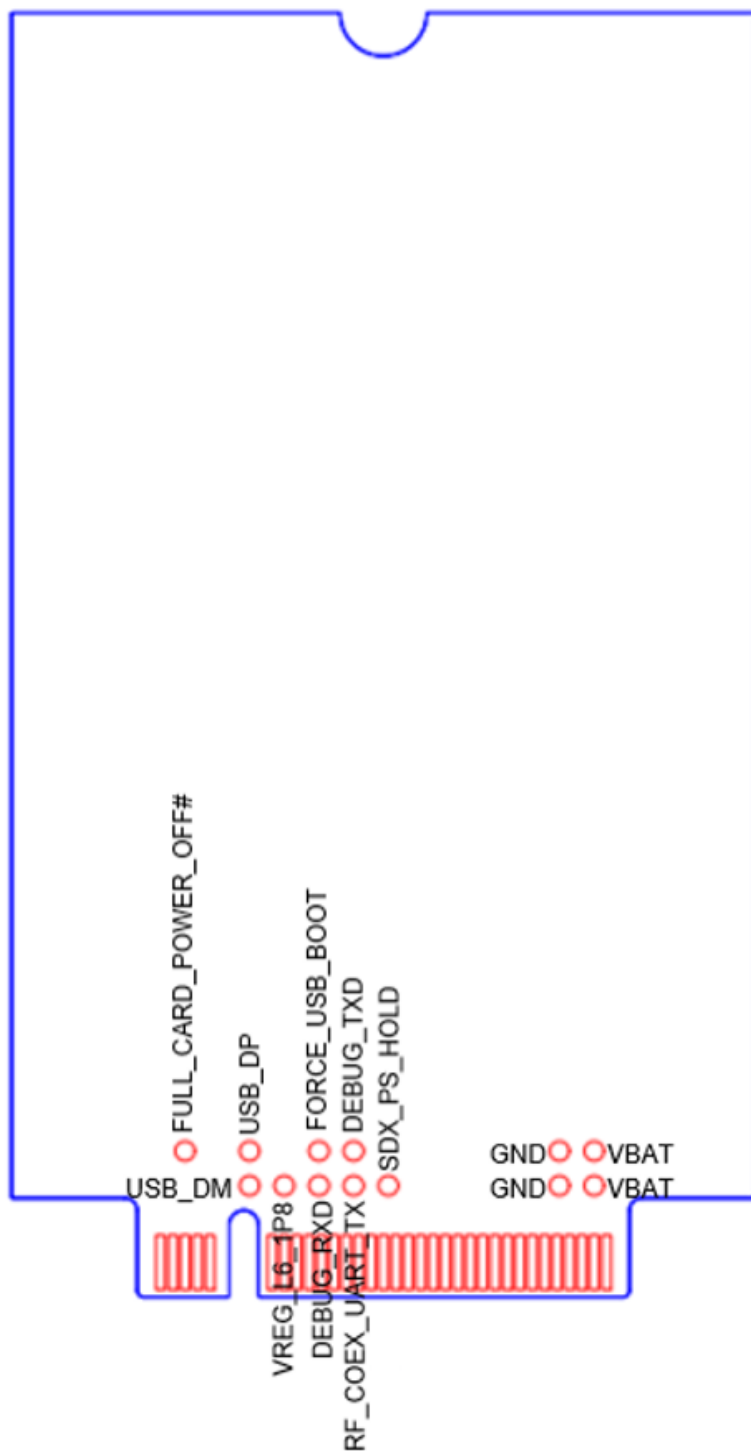 FULL_CARD_POWER_OFF#
USB_DP
FORCE_USB_BOOT
DEBUG_TXD
SDX_PS_HOLD
GND
VBAT
USB_DM
GND
VBAT
VREG_L6_1P8
DEBUG_RXD
RF_COEX_UART_TX